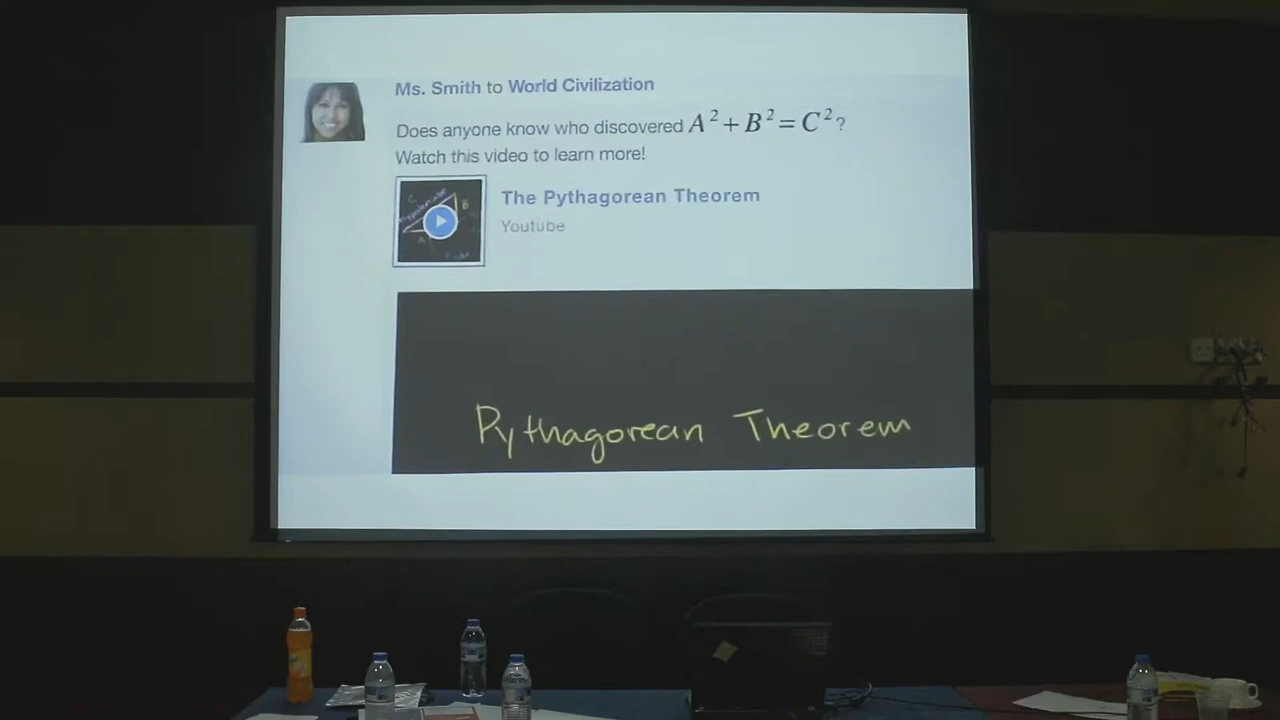 Ms. Smith to World Civilization
Does anyone know who discovered A² + B² = C²?
Watch this video to learn more!
The Pythagorean Theorem
Youtube
Pythagorean Theorem